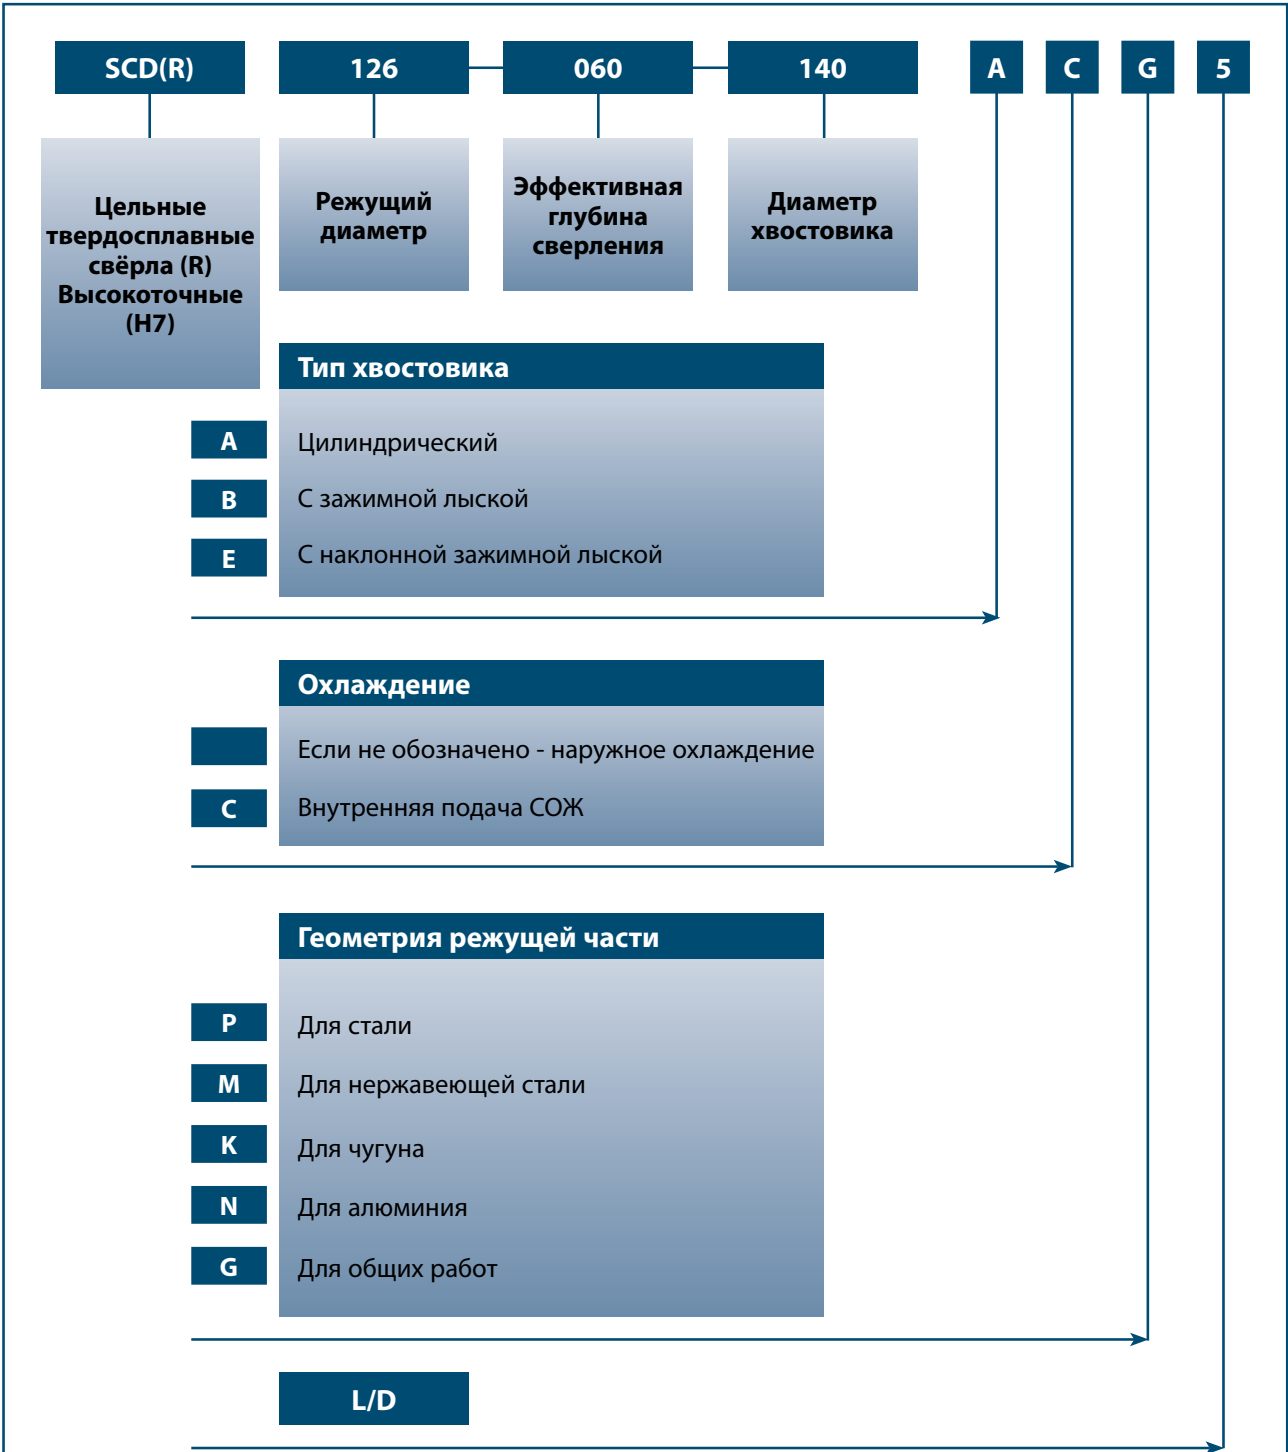 SCD(R) 126 060 140 A C G 5
Цельные
твердосплавные
свёрла (R)
Высокоточные
(H7)
Режущий
диаметр
Эффективная
глубина
сверления
Диаметр
хвостовика
Тип хвостовика
A Цилиндрический
B С зажимной лыской
E С наклонной зажимной лыской
Охлаждение
Если не обозначено - наружное охлаждение
C Внутренняя подача СОЖ
Геометрия режущей части
P Для стали
M Для нержавеющей стали
K Для чугуна
N Для алюминия
G Для общих работ
L/D